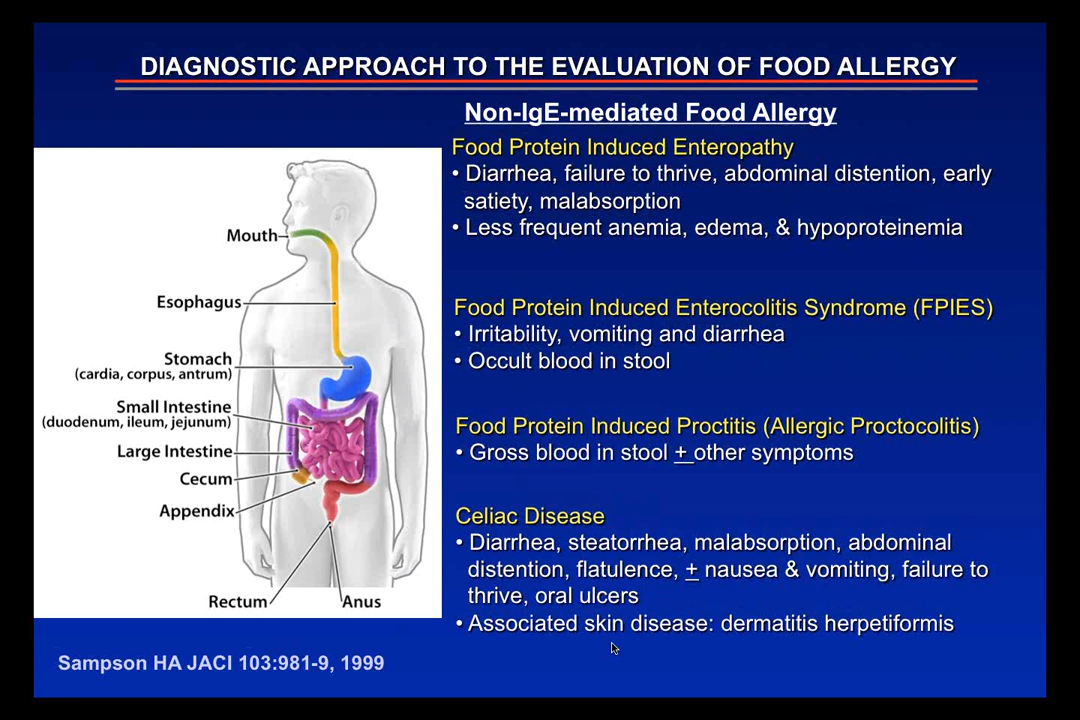 DIAGNOSTIC APPROACH TO THE EVALUATION OF FOOD ALLERGY
Non-IgE-mediated Food Allergy
Food Protein Induced Enteropathy
• Diarrhea, failure to thrive, abdominal distention, early
satiety, malabsorption
• Less frequent anemia, edema, & hypoproteinemia
Food Protein Induced Enterocolitis Syndrome (FPIES)
• Irritability, vomiting and diarrhea
• Occult blood in stool
Food Protein Induced Proctitis (Allergic Proctocolitis)
• Gross blood in stool + other symptoms
Celiac Disease
• Diarrhea, steatorrhea, malabsorption, abdominal
distention, flatulence, + nausea & vomiting, failure to
thrive, oral ulcers
• Associated skin disease: dermatitis herpetiformis
Mouth
Esophagus
Stomach
(cardia, corpus, antrum)
Small Intestine
(duodenum, ileum, jejunum)
Large Intestine
Cecum
Appendix
Rectum
Anus
Sampson HA JACI 103:981-9, 1999